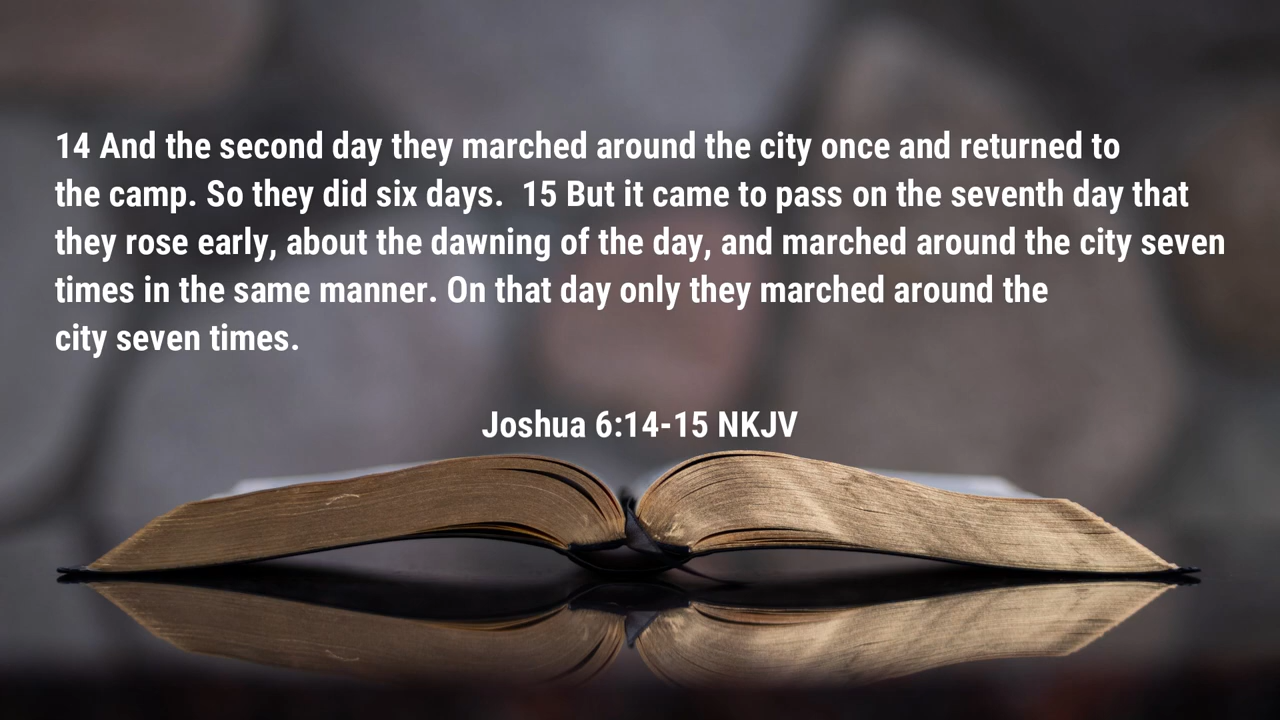 14 And the second day they marched around the city once and returned to
the camp. So they did six days.  15 But it came to pass on the seventh day that
they rose early, about the dawning of the day, and marched around the city seven
times in the same manner. On that day only they marched around the
city seven times.
Joshua 6:14-15 NKJV